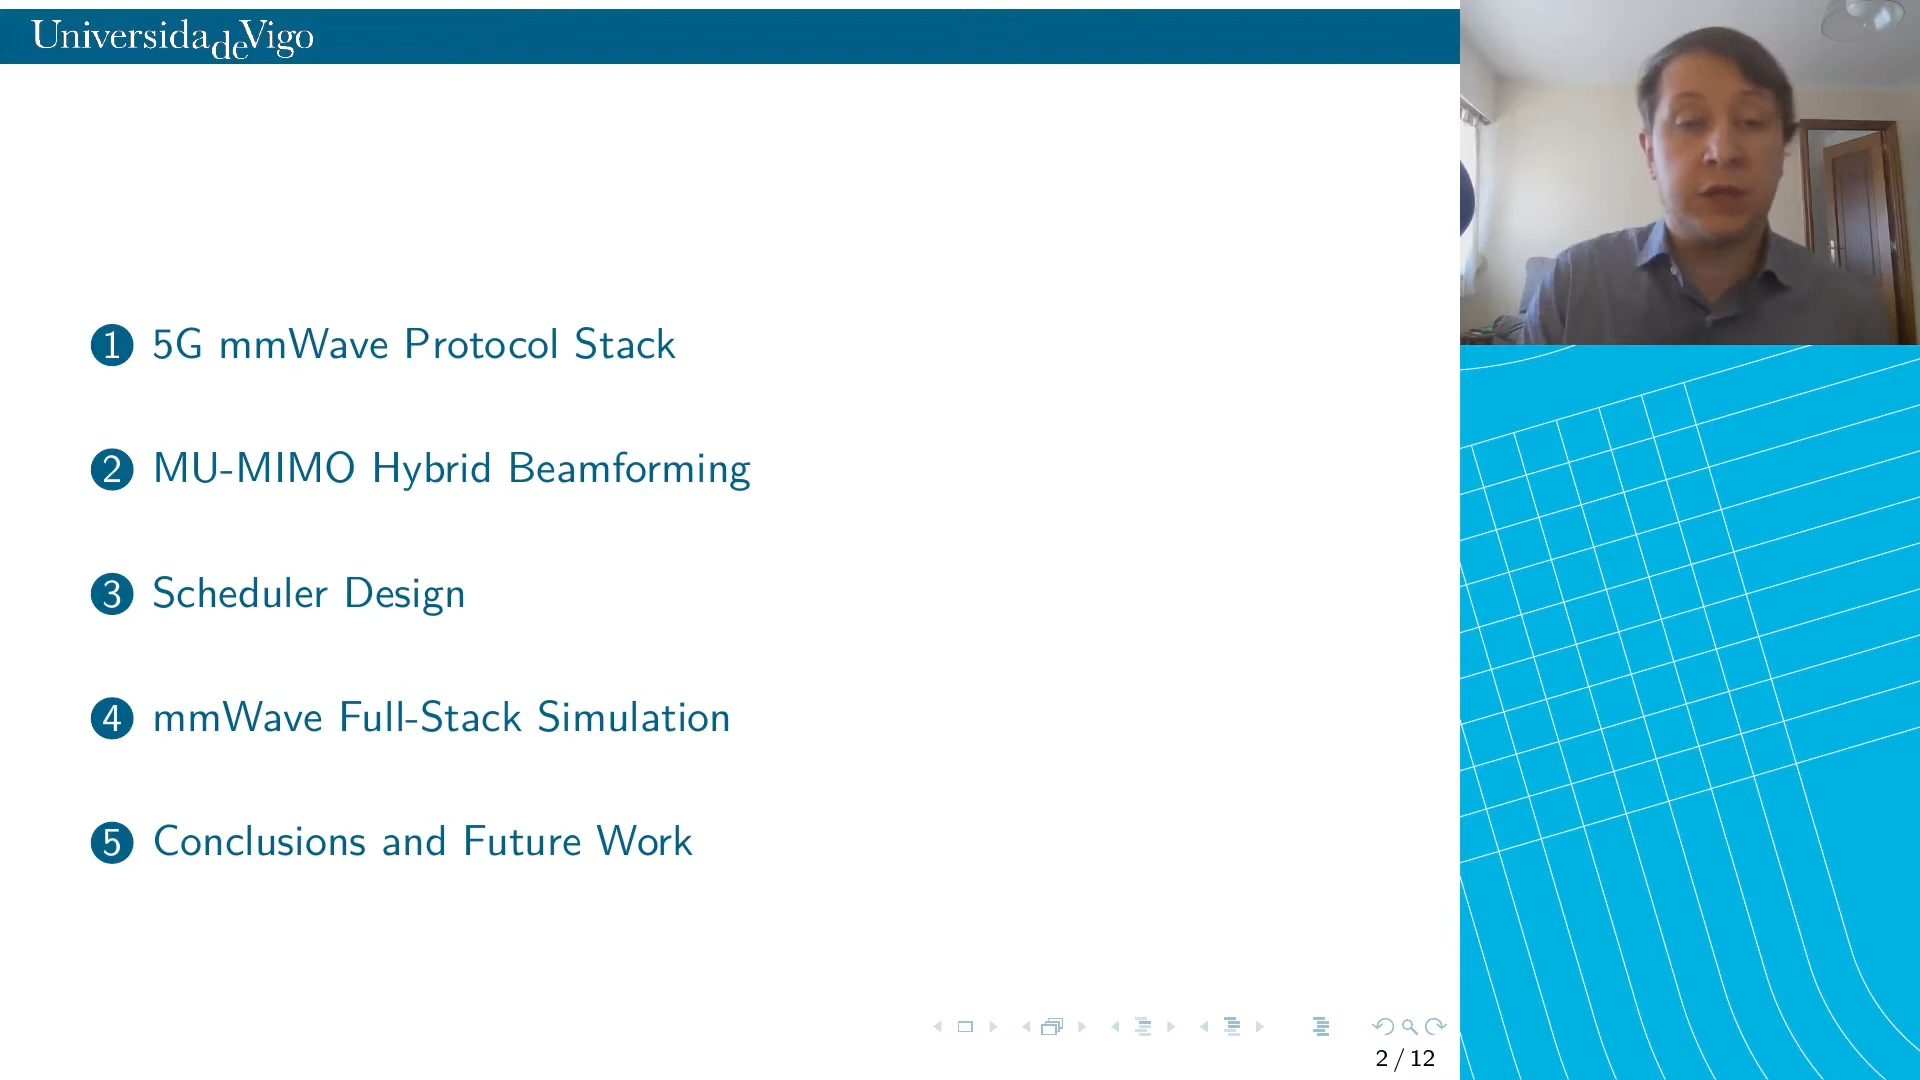 UniversidadeVigo
1 5G mmWave Protocol Stack
2 MU-MIMO Hybrid Beamforming
3 Scheduler Design
4 mmWave Full-Stack Simulation
5 Conclusions and Future Work
2 / 12